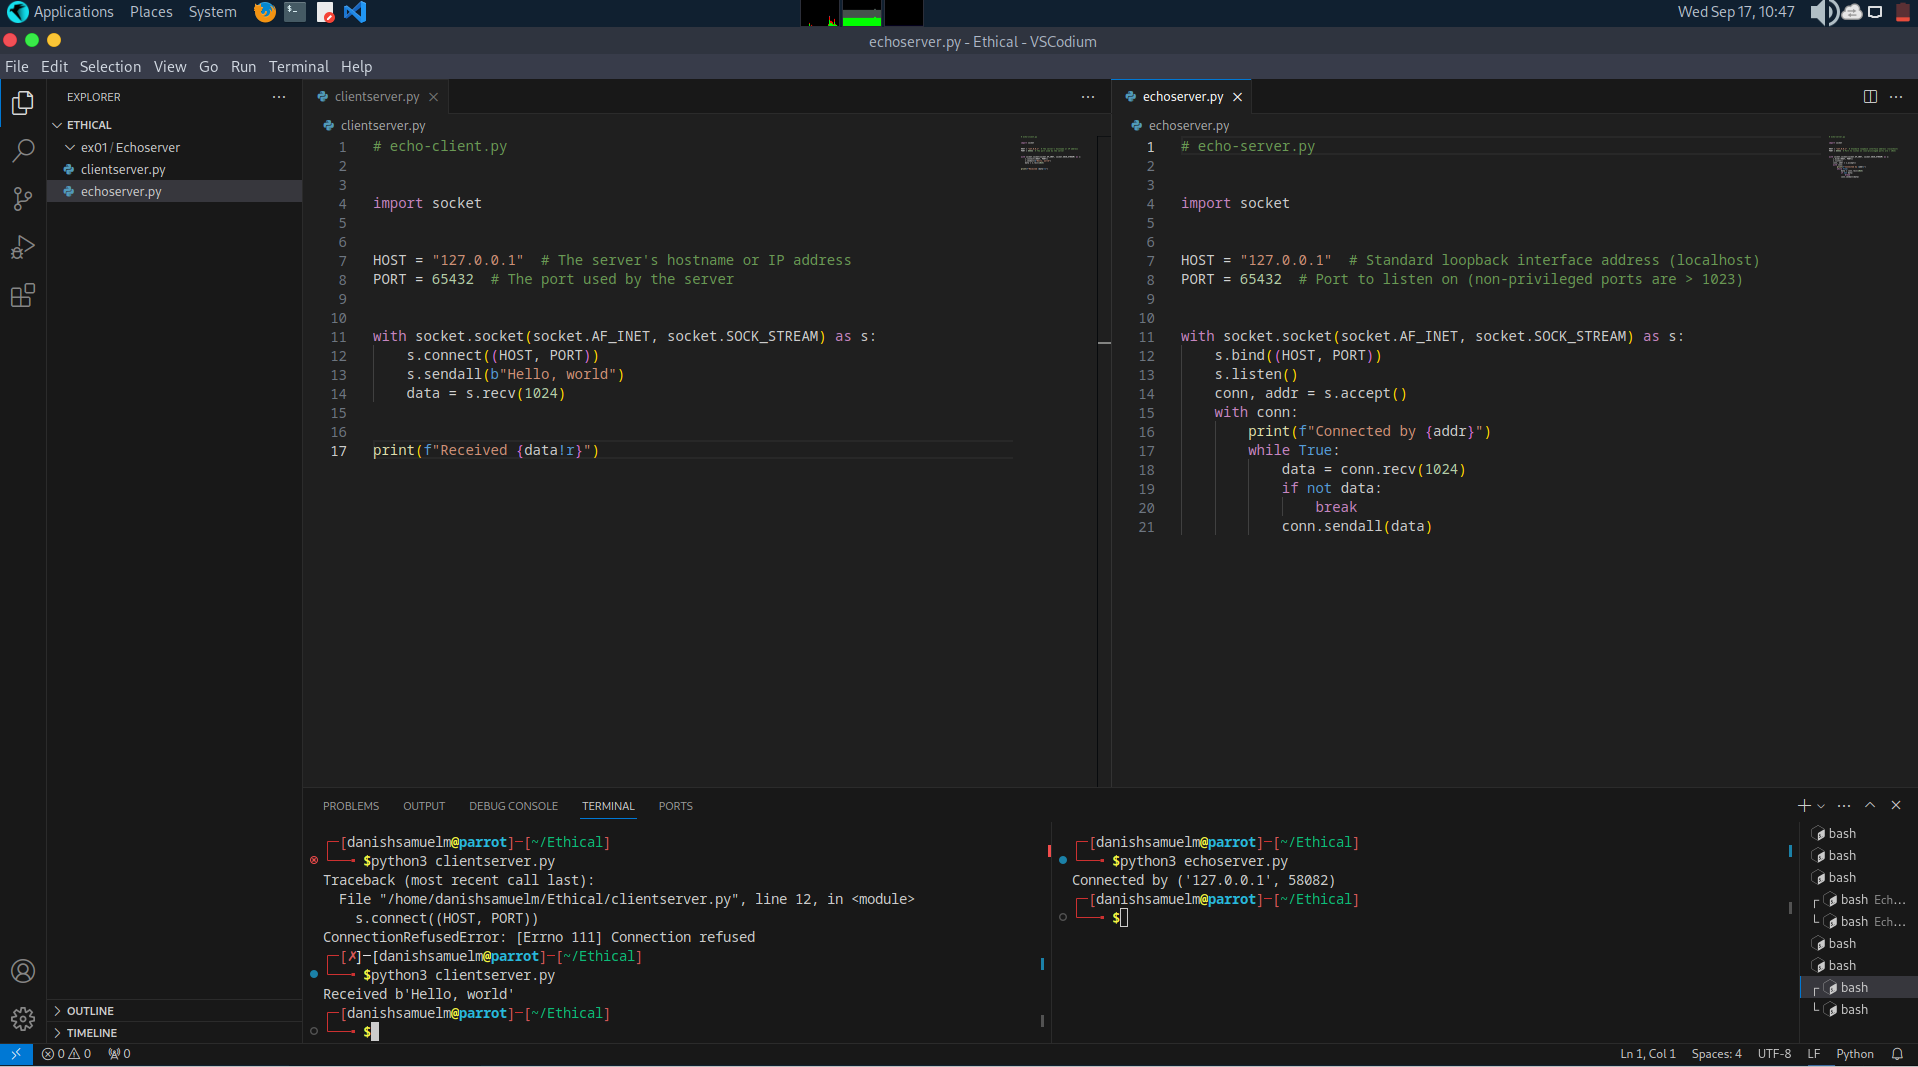 Applications Places System
Wed Sep 17, 10:47
echoserver.py - Ethical - VSCodium
File Edit Selection View Go Run Terminal Help
EXPLORER
ETHICAL
ex01 / Echoserver
clientserver.py
echoserver.py
OUTLINE
TIMELINE
clientserver.py
clientserver.py
1 # echo-client.py
2
3
4 import socket
5
6
7 HOST = "127.0.0.1"  # The server's hostname or IP address
8 PORT = 65432  # The port used by the server
9
10
11 with socket.socket(socket.AF_INET, socket.SOCK_STREAM) as s:
12     s.connect((HOST, PORT))
13     s.sendall(b"Hello, world")
14     data = s.recv(1024)
15
16
17 print(f"Received {data!r}")
echoserver.py
echoserver.py
1 # echo-server.py
2
3
4 import socket
5
6
7 HOST = "127.0.0.1"  # Standard loopback interface address (localhost)
8 PORT = 65432  # Port to listen on (non-privileged ports are > 1023)
9
10
11 with socket.socket(socket.AF_INET, socket.SOCK_STREAM) as s:
12     s.bind((HOST, PORT))
13     s.listen()
14     conn, addr = s.accept()
15     with conn:
16         print(f"Connected by {addr}")
17         while True:
18             data = conn.recv(1024)
19             if not data:
20                 break
21             conn.sendall(data)
PROBLEMS OUTPUT DEBUG CONSOLE TERMINAL PORTS
┌─[danishsamuelm@parrot]─[~/Ethical]
└──╼ $python3 clientserver.py
Traceback (most recent call last):
  File "/home/danishsamuelm/Ethical/clientserver.py", line 12, in <module>
    s.connect((HOST, PORT))
ConnectionRefusedError: [Errno 111] Connection refused
┌─[✗]─[danishsamuelm@parrot]─[~/Ethical]
└──╼ $python3 clientserver.py
Received b'Hello, world'
┌─[danishsamuelm@parrot]─[~/Ethical]
└──╼ $
┌─[danishsamuelm@parrot]─[~/Ethical]
└──╼ $python3 echoserver.py
Connected by ('127.0.0.1', 58082)
┌─[danishsamuelm@parrot]─[~/Ethical]
└──╼ $
bash
bash
bash
┌ bash Ech...
└ bash Ech...
bash
bash
┌ bash
└ bash
0 0 0
Ln 1, Col 1 Spaces: 4 UTF-8 LF Python